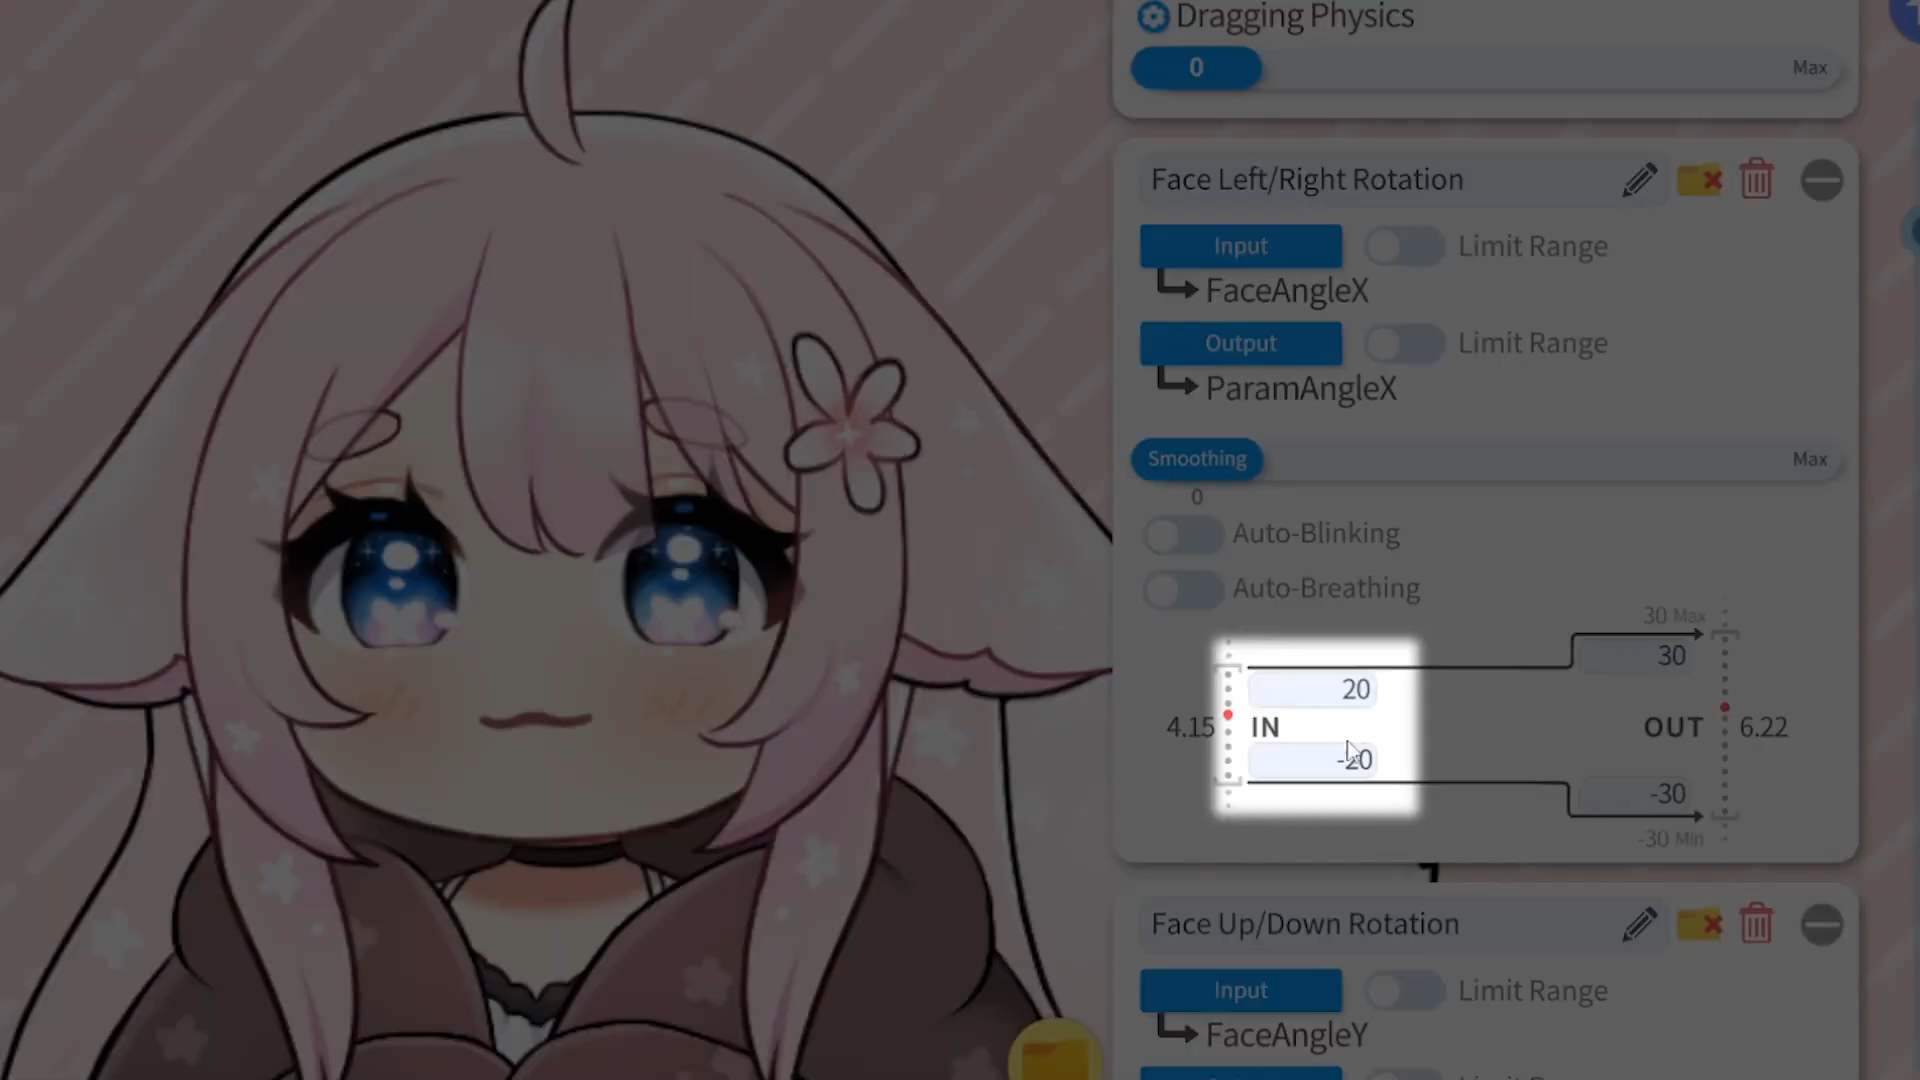 Dragging Physics
0
Max
Face Left/Right Rotation
Input
Limit Range
FaceAngleX
Output
Limit Range
ParamAngleX
Smoothing
Max
0
Auto-Blinking
Auto-Breathing
30 Max
30
20
4.15
IN
OUT
6.22
-20
-30
-30 Min
Face Up/Down Rotation
Input
Limit Range
FaceAngleY